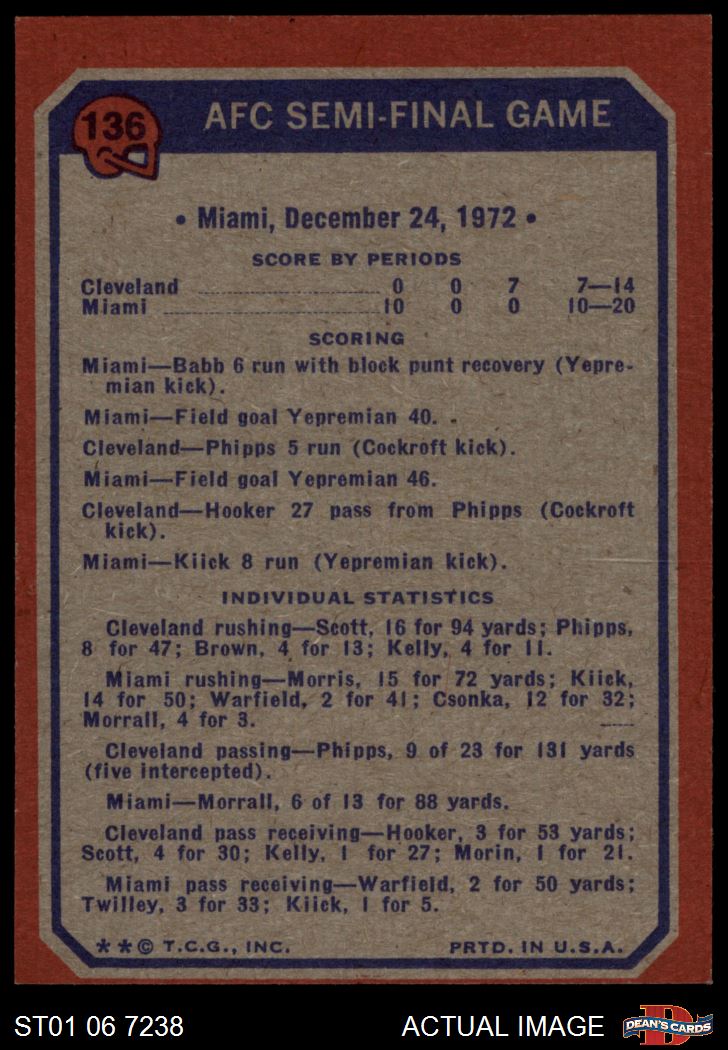 136
AFC SEMI-FINAL GAME
• Miami, December 24, 1972 •
SCORE BY PERIODS
Cleveland 0 0 7 7—14
Miami 10 0 0 10—20
SCORING
Miami—Babb 6 run with block punt recovery (Yepre-
mian kick).
Miami—Field goal Yepremian 40.
Cleveland—Phipps 5 run (Cockroft kick).
Miami—Field goal Yepremian 46.
Cleveland—Hooker 27 pass from Phipps (Cockroft
kick).
Miami—Kiick 8 run (Yepremian kick).
INDIVIDUAL STATISTICS
Cleveland rushing—Scott, 16 for 94 yards; Phipps,
8 for 47; Brown, 4 for 13; Kelly, 4 for 11.
Miami rushing—Morris, 15 for 72 yards; Kiick,
14 for 50; Warfield, 2 for 41; Csonka, 12 for 32;
Morrall, 4 for 3.
Cleveland passing—Phipps, 9 of 23 for 131 yards
(five intercepted).
Miami—Morrall, 6 of 13 for 88 yards.
Cleveland pass receiving—Hooker, 3 for 53 yards;
Scott, 4 for 30; Kelly, 1 for 27; Morin, 1 for 21.
Miami pass receiving—Warfield, 2 for 50 yards;
Twilley, 3 for 33; Kiick, 1 for 5.
**© T.C.G., INC. PRTD. IN U.S.A.
ST01 06 7238 ACTUAL IMAGE D DEAN'S CARDS